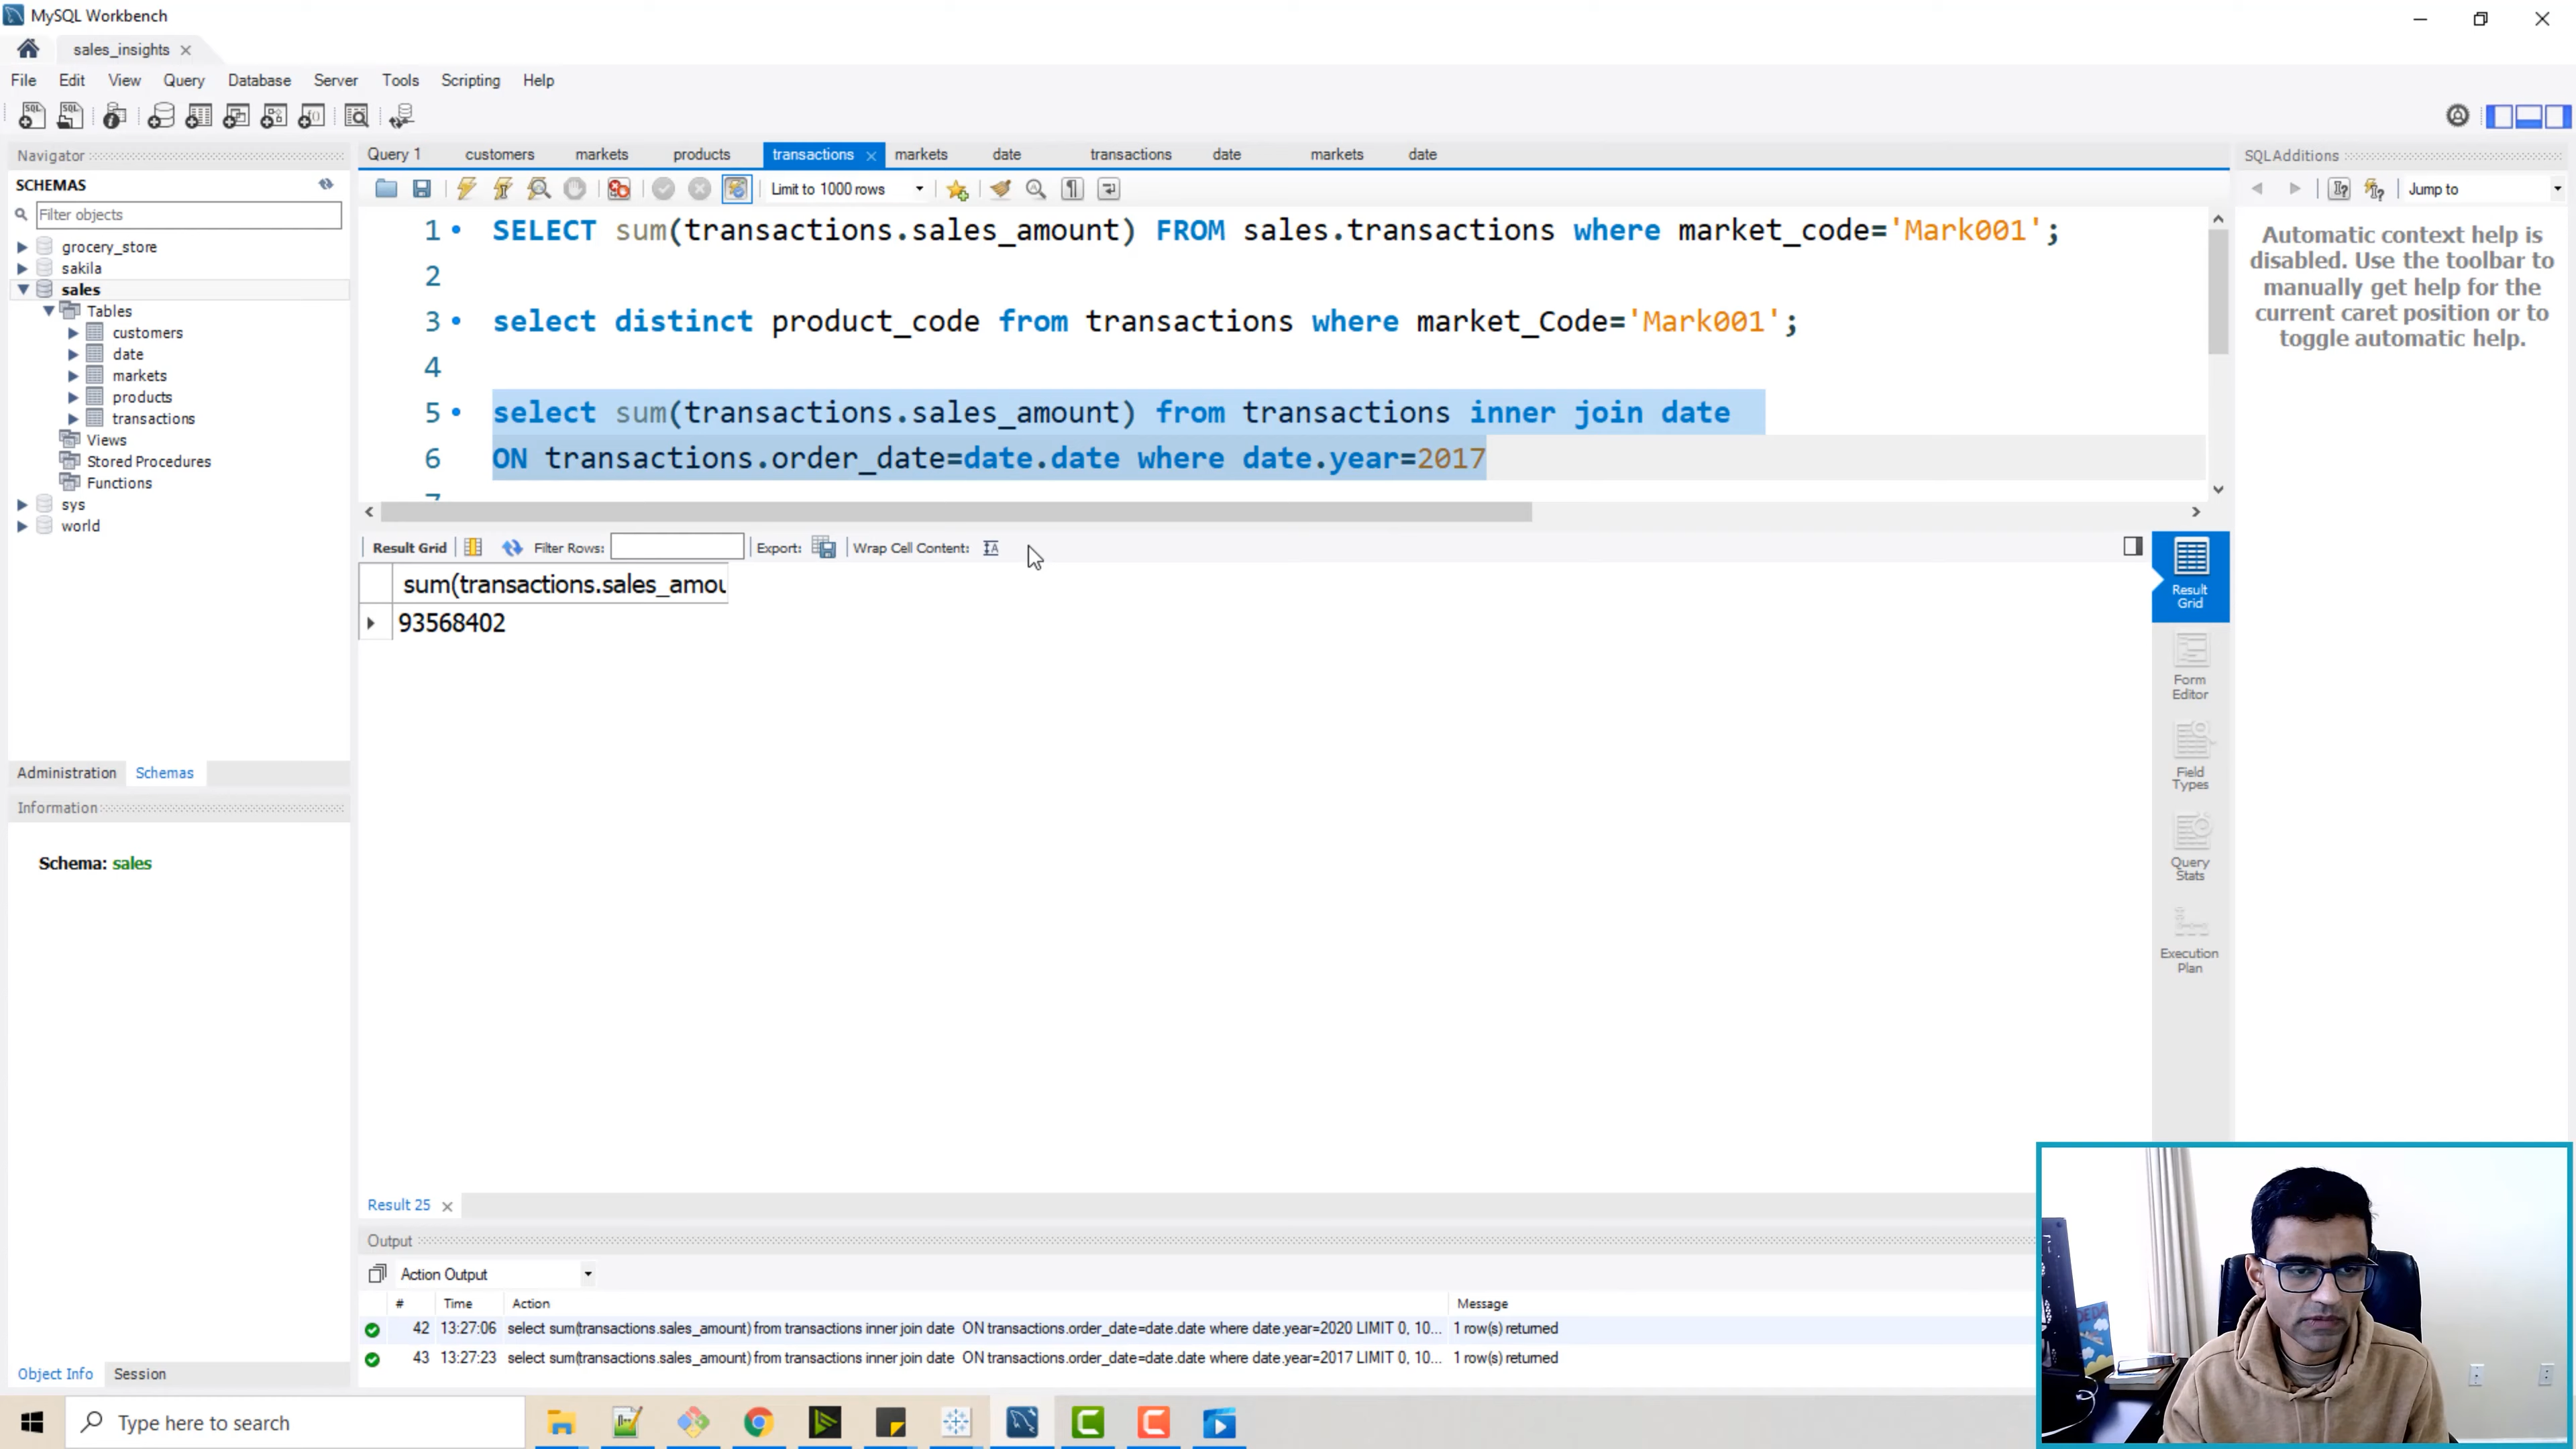 MySQL Workbench
sales_insights
File Edit View Query Database Server Tools Scripting Help
Navigator
SCHEMAS
Filter objects
grocery_store
sakila
sales
Tables
customers
date
markets
products
transactions
Views
Stored Procedures
Functions
sys
world
Administration Schemas
Information
Schema: sales
Object Info Session
Query 1 customers markets products transactions markets date transactions date markets date
Limit to 1000 rows
1 SELECT sum(transactions.sales_amount) FROM sales.transactions where market_code='Mark001';
2
3 select distinct product_code from transactions where market_Code='Mark001';
4
5 select sum(transactions.sales_amount) from transactions inner join date
6 ON transactions.order_date=date.date where date.year=2017
7
Result Grid Filter Rows: Export: Wrap Cell Content:
sum(transactions.sales_amou
93568402
Result Grid
Form Editor
Field Types
Query Stats
Execution Plan
Result 25
Output
Action Output
# Time Action Message
42 13:27:06 select sum(transactions.sales_amount) from transactions inner join date ON transactions.order_date=date.date where date.year=2020 LIMIT 0, 10... 1 row(s) returned
43 13:27:23 select sum(transactions.sales_amount) from transactions inner join date ON transactions.order_date=date.date where date.year=2017 LIMIT 0, 10... 1 row(s) returned
SQLAdditions
Jump to
Automatic context help is
disabled. Use the toolbar to
manually get help for the
current caret position or to
toggle automatic help.
Type here to search